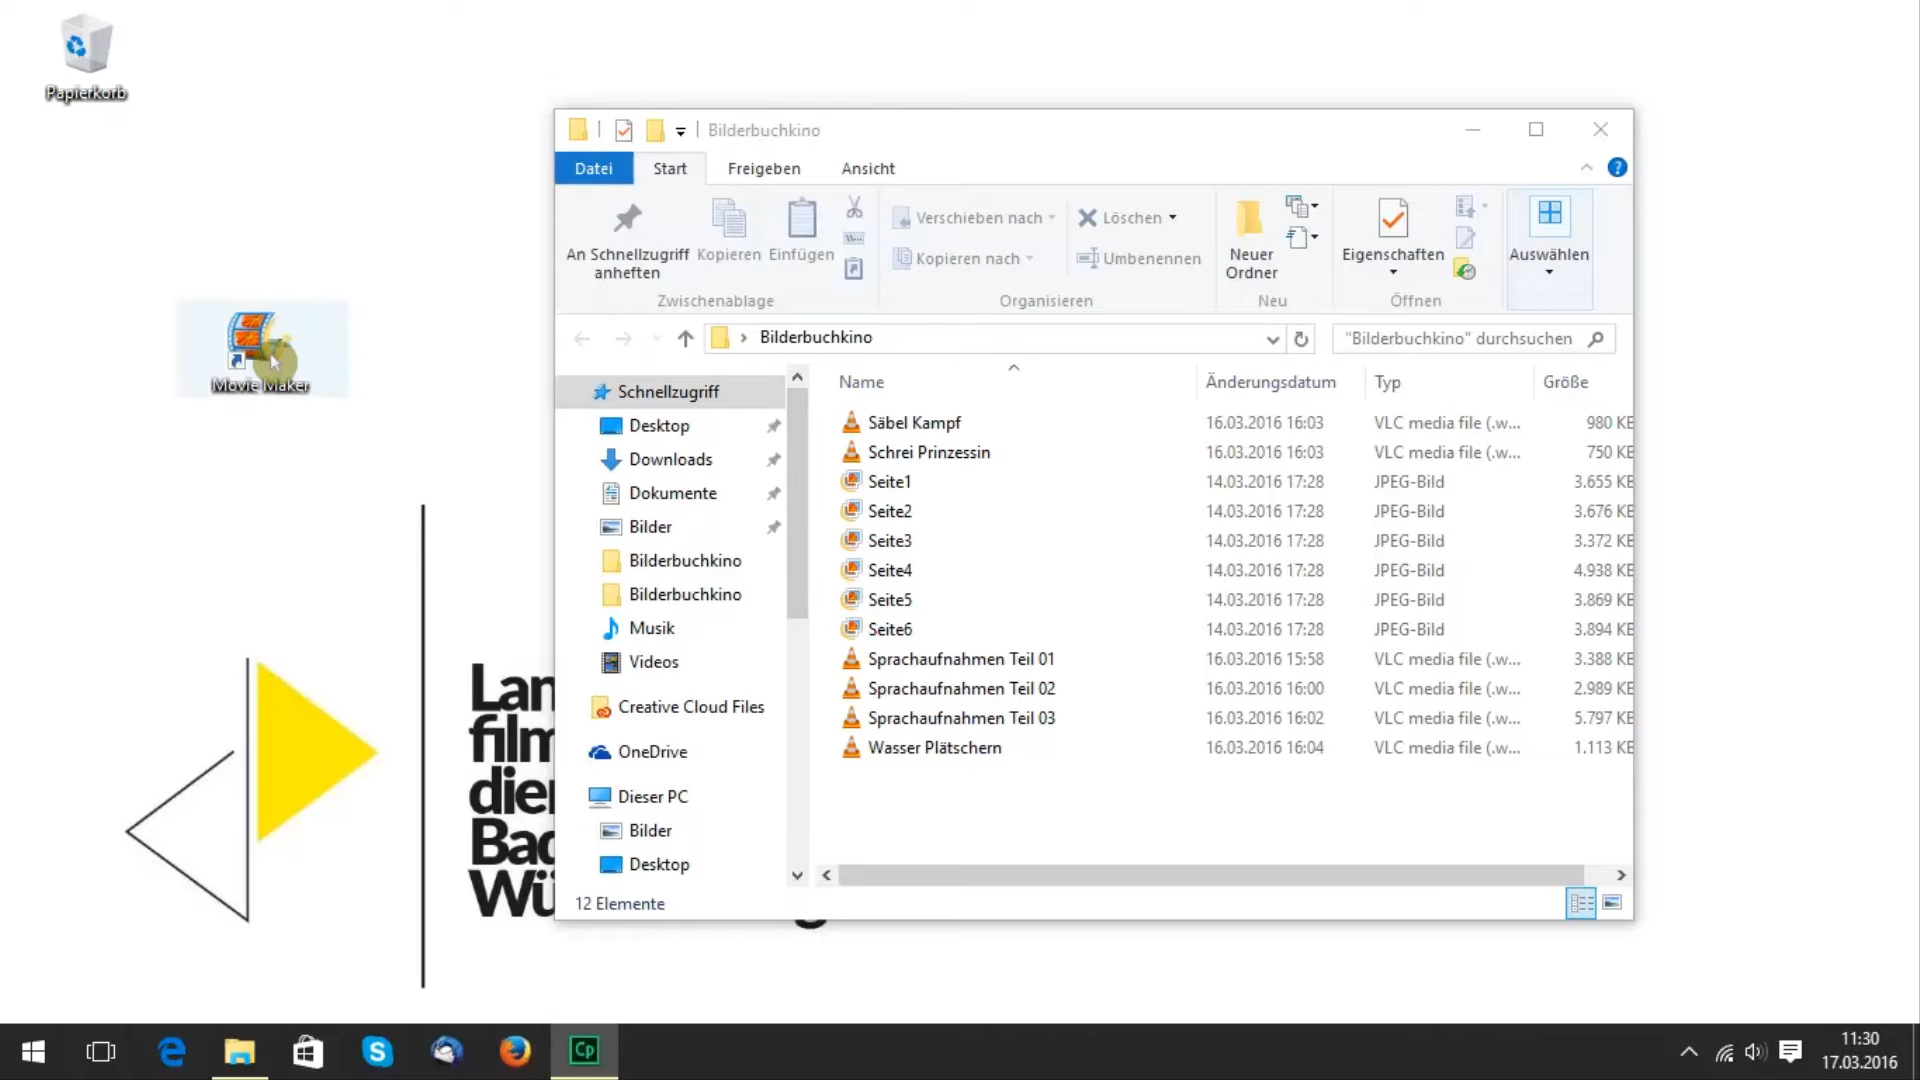 Papierkorb
Movie Maker
Bilderbuchkino
Datei Start Freigeben Ansicht
An Schnellzugriff anheften
Kopieren
Einfügen
Zwischenablage
Verschieben nach
Kopieren nach
Löschen
Umbenennen
Organisieren
Neuer Ordner
Neu
Eigenschaften
Öffnen
Auswählen
Bilderbuchkino
"Bilderbuchkino" durchsuchen
Schnellzugriff
Desktop
Downloads
Dokumente
Bilder
Bilderbuchkino
Bilderbuchkino
Musik
Videos
Creative Cloud Files
OneDrive
Dieser PC
Bilder
Desktop
Name Änderungsdatum Typ Größe
Säbel Kampf 16.03.2016 16:03 VLC media file (.w... 980 KB
Schrei Prinzessin 16.03.2016 16:03 VLC media file (.w... 750 KB
Seite1 14.03.2016 17:28 JPEG-Bild 3.655 KB
Seite2 14.03.2016 17:28 JPEG-Bild 3.676 KB
Seite3 14.03.2016 17:28 JPEG-Bild 3.372 KB
Seite4 14.03.2016 17:28 JPEG-Bild 4.938 KB
Seite5 14.03.2016 17:28 JPEG-Bild 3.869 KB
Seite6 14.03.2016 17:28 JPEG-Bild 3.894 KB
Sprachaufnahmen Teil 01 16.03.2016 15:58 VLC media file (.w... 3.388 KB
Sprachaufnahmen Teil 02 16.03.2016 16:00 VLC media file (.w... 2.989 KB
Sprachaufnahmen Teil 03 16.03.2016 16:02 VLC media file (.w... 5.797 KB
Wasser Plätschern 16.03.2016 16:04 VLC media file (.w... 1.113 KB
12 Elemente
Lan
film
dien
Bad
Wü
Cp
11:30
17.03.2016